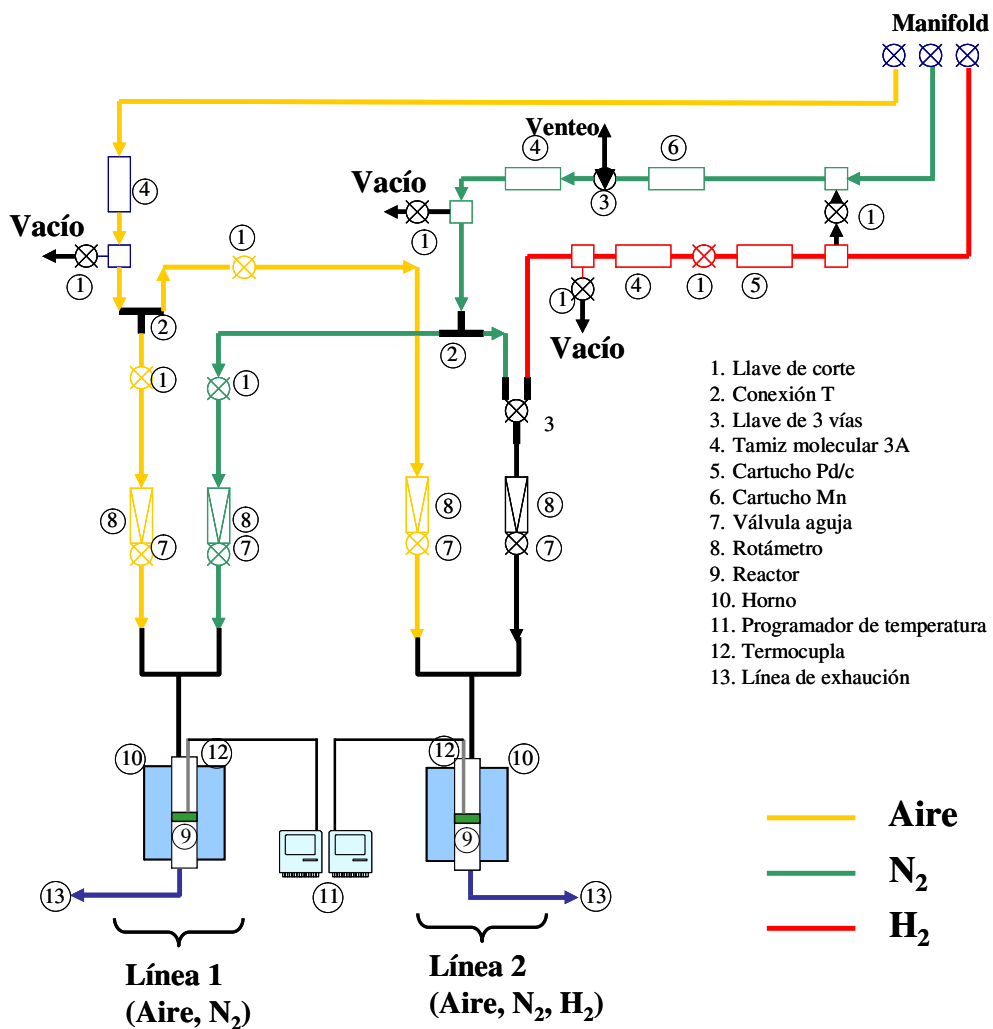 Manifold
Venteo
4
6
3
1
4
Vacío
Vacío
1
1
1
1
4
1
5
Vacío
2
2
1
1
3
1. Llave de corte
2. Conexión T
3. Llave de 3 vías
4. Tamiz molecular 3A
5. Cartucho Pd/c
6. Cartucho Mn
7. Válvula aguja
8. Rotámetro
9. Reactor
10. Horno
11. Programador de temperatura
12. Termocupla
13. Línea de exhaución
8
8
8
8
7
7
7
7
10
12
12
10
9
9
11
13
13
Aire
N₂
H₂
Línea 1
(Aire, N₂)
Línea 2
(Aire, N₂, H₂)